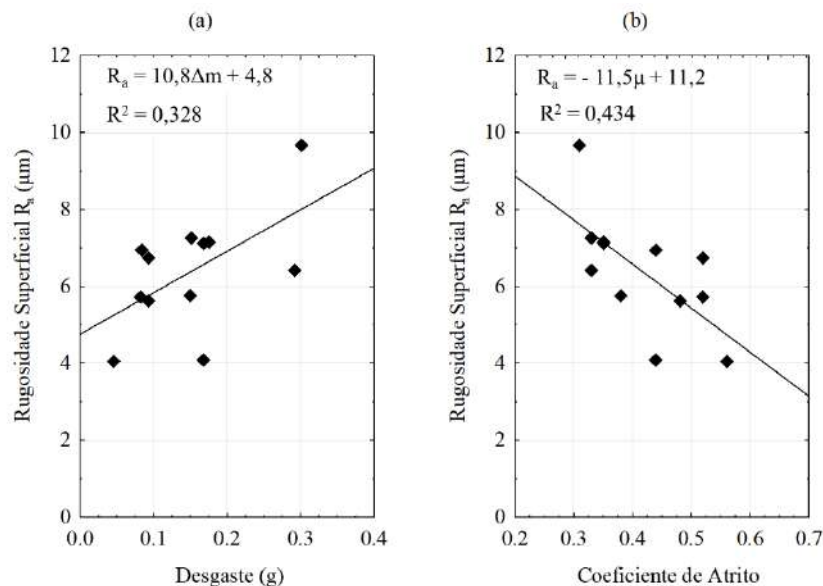 (a)
12
10
8
6
4
2
0
Rugosidade Superficial Rₐ (μm)
Rₐ = 10,8Δm + 4,8
R² = 0,328
0.0 0.1 0.2 0.3 0.4
Desgaste (g)
(b)
12
10
8
6
4
2
0
Rugosidade Superficial Rₐ (μm)
Rₐ = - 11,5μ + 11,2
R² = 0,434
0.2 0.3 0.4 0.5 0.6 0.7
Coeficiente de Atrito